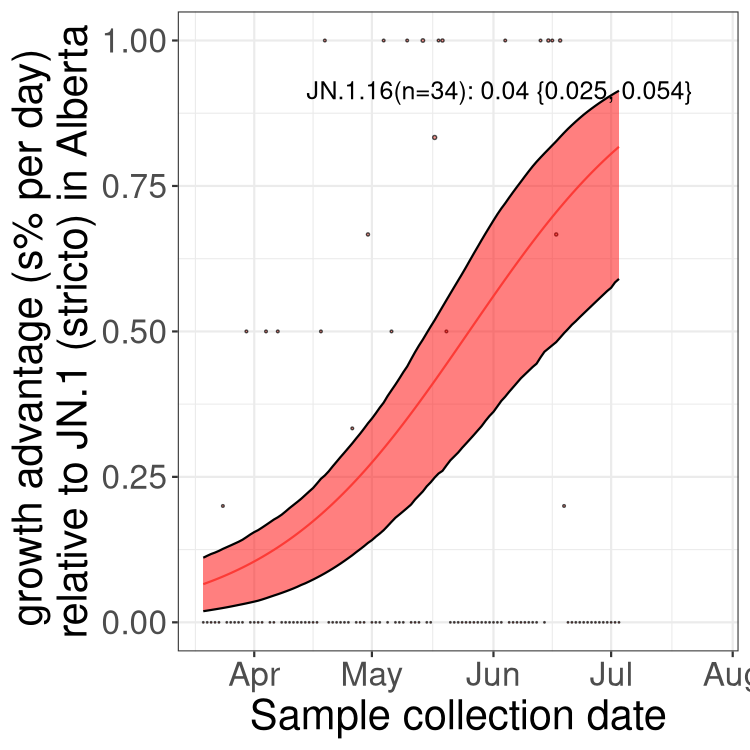 growth advantage (s% per day)
relative to JN.1 (stricto) in Alberta
1.00
0.75
0.50
0.25
0.00
JN.1.16(n=34): 0.04 {0.025, 0.054}
Apr May Jun Jul Aug
Sample collection date